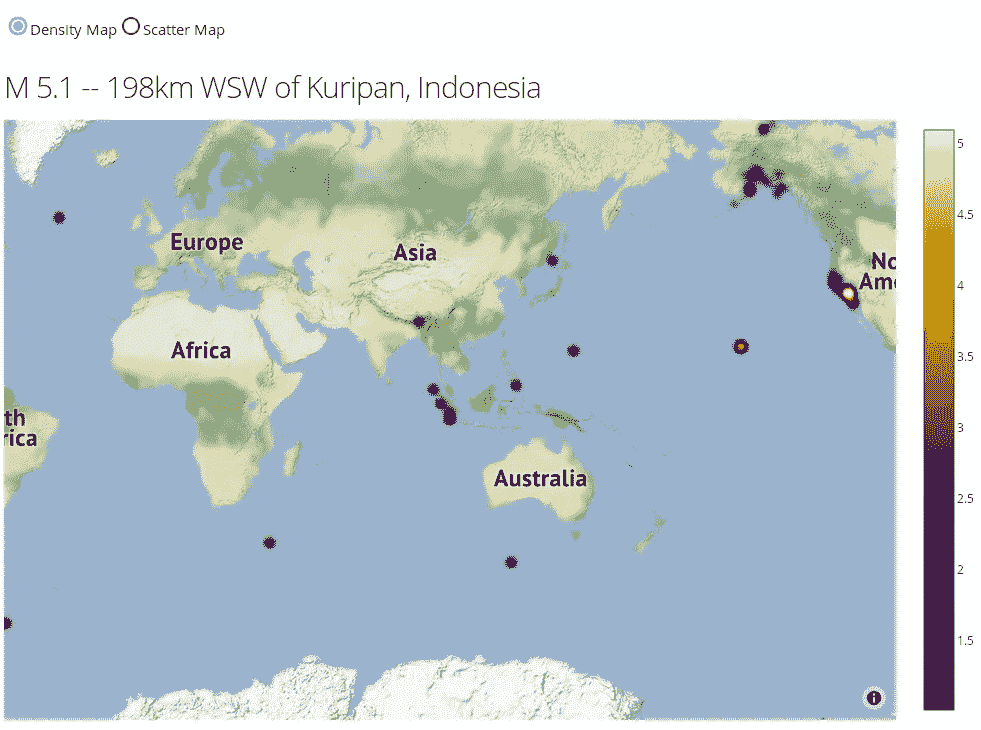 Density Map Scatter Map
M 5.1 -- 198km WSW of Kuripan, Indonesia
5
4.5
4
3.5
3
2.5
2
1.5
Europe
Asia
No
Ame
Africa
th
rica
Australia
i